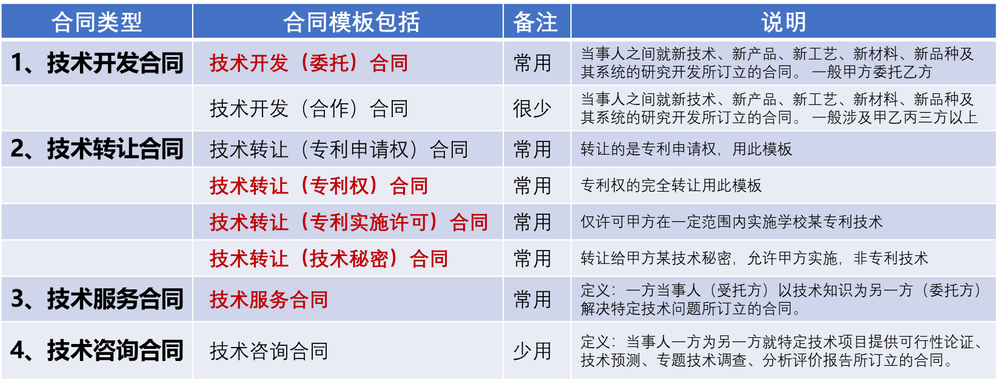 合同类型 合同模板包括 备注 说明
1、技术开发合同 技术开发（委托）合同 常用 当事人之间就新技术、新产品、新工艺、新材料、新品种及
其系统的研究开发所订立的合同。 一般甲方委托乙方
技术开发（合作）合同 很少 当事人之间就新技术、新产品、新工艺、新材料、新品种及
其系统的研究开发所订立的合同。 一般涉及甲乙丙三方以上
2、技术转让合同 技术转让（专利申请权）合同 常用 转让的是专利申请权，用此模板
技术转让（专利权）合同 常用 专利权的完全转让用此模板
技术转让（专利实施许可）合同 常用 仅许可甲方在一定范围内实施学校某专利技术
技术转让（技术秘密）合同 常用 转让给甲方某技术秘密，允许甲方实施，非专利技术
3、技术服务合同 技术服务合同 常用 定义：一方当事人（受托方）以技术知识为另一方（委托方）
解决特定技术问题所订立的合同。
4、技术咨询合同 技术咨询合同 少用 定义：当事人一方为另一方就特定技术项目提供可行性论证、
技术预测、专题技术调查、分析评价报告所订立的合同。